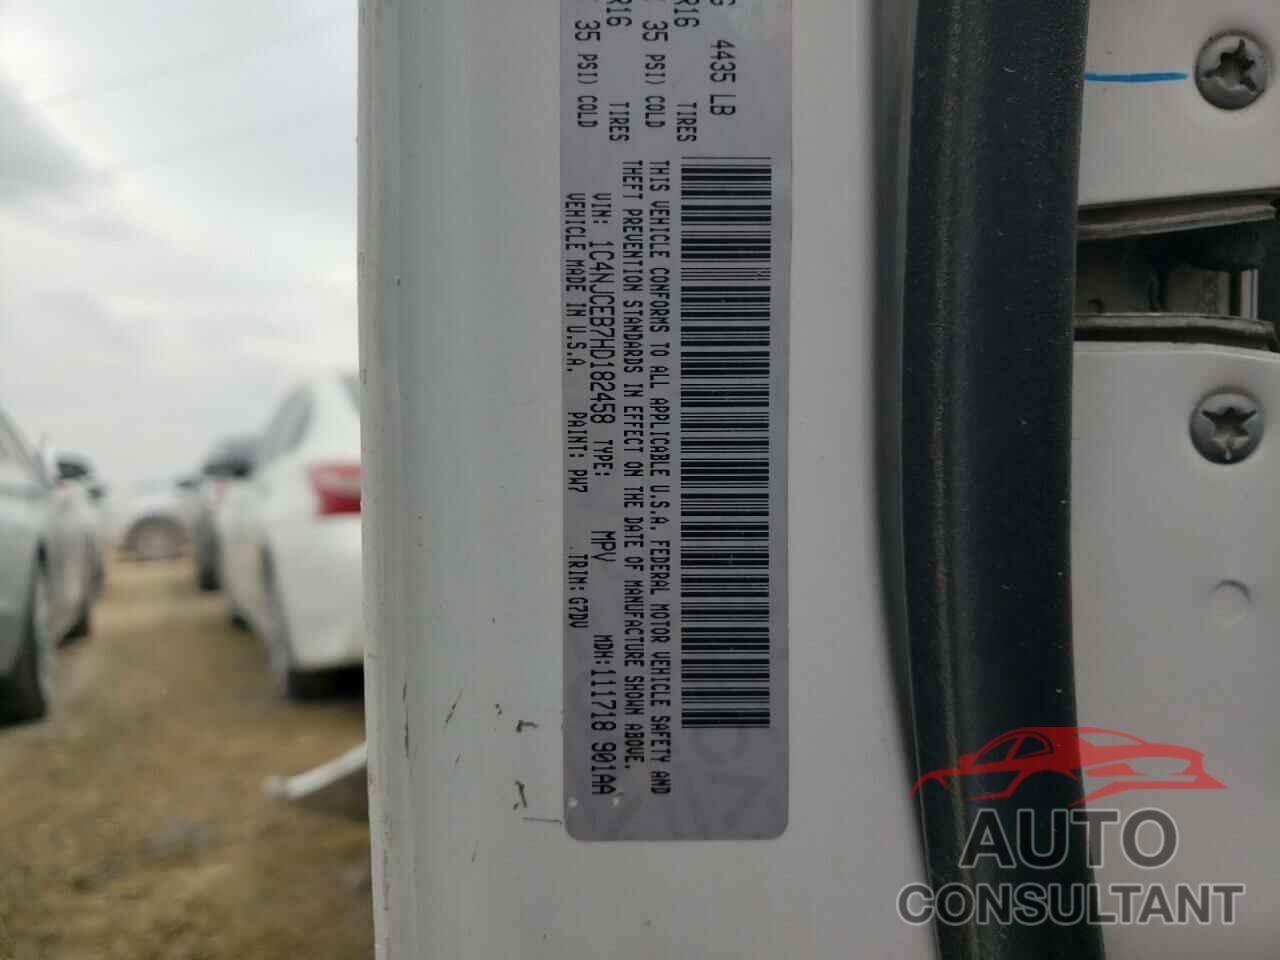 G 4435 LB
R16 TIRES
35 PSI) COLD
R16 TIRES
35 PSI) COLD
THIS VEHICLE CONFORMS TO ALL APPLICABLE U.S.A. FEDERAL MOTOR VEHICLE SAFETY AND
THEFT PREVENTION STANDARDS IN EFFECT ON THE DATE OF MANUFACTURE SHOWN ABOVE.
VIN: 1C4NJCEB7HD182458 TYPE: MPV MDH:111718 901AA
VEHICLE MADE IN U.S.A. PAINT: PW7 .TRIM:G7DV
AUTO
CONSULTANT